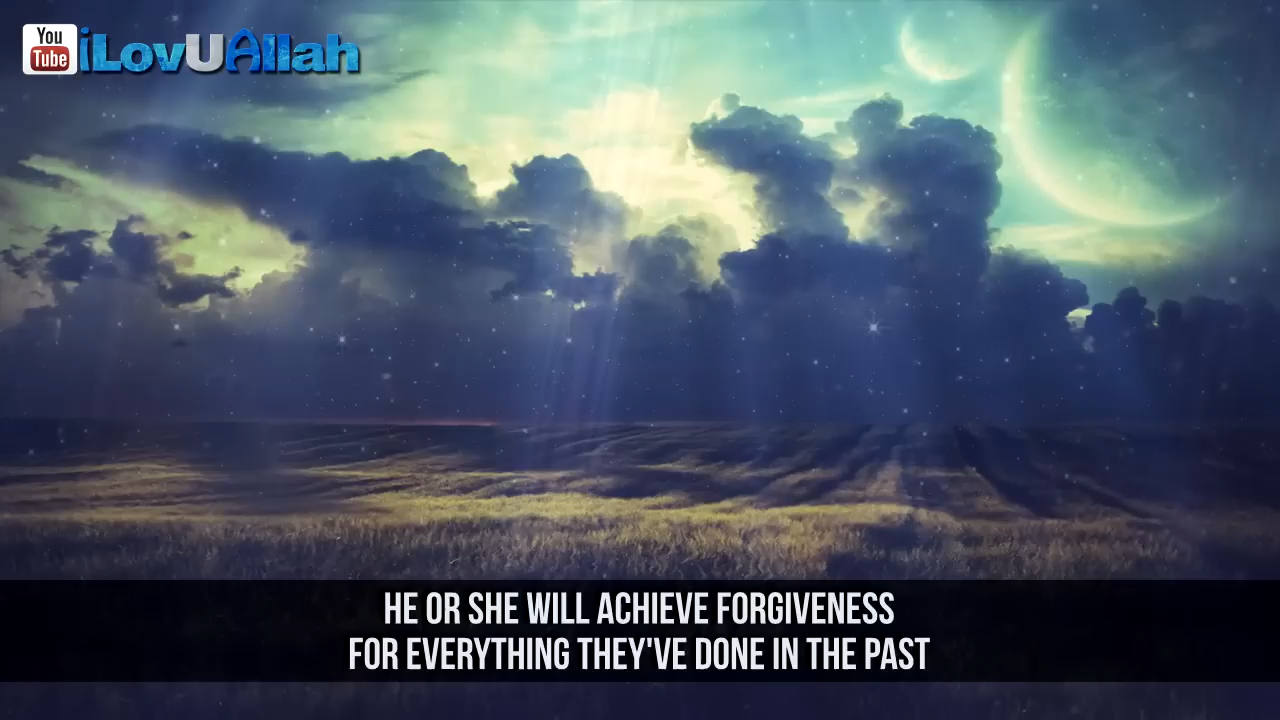 You
Tube
iLovUAllah
HE OR SHE WILL ACHIEVE FORGIVENESS
FOR EVERYTHING THEY'VE DONE IN THE PAST